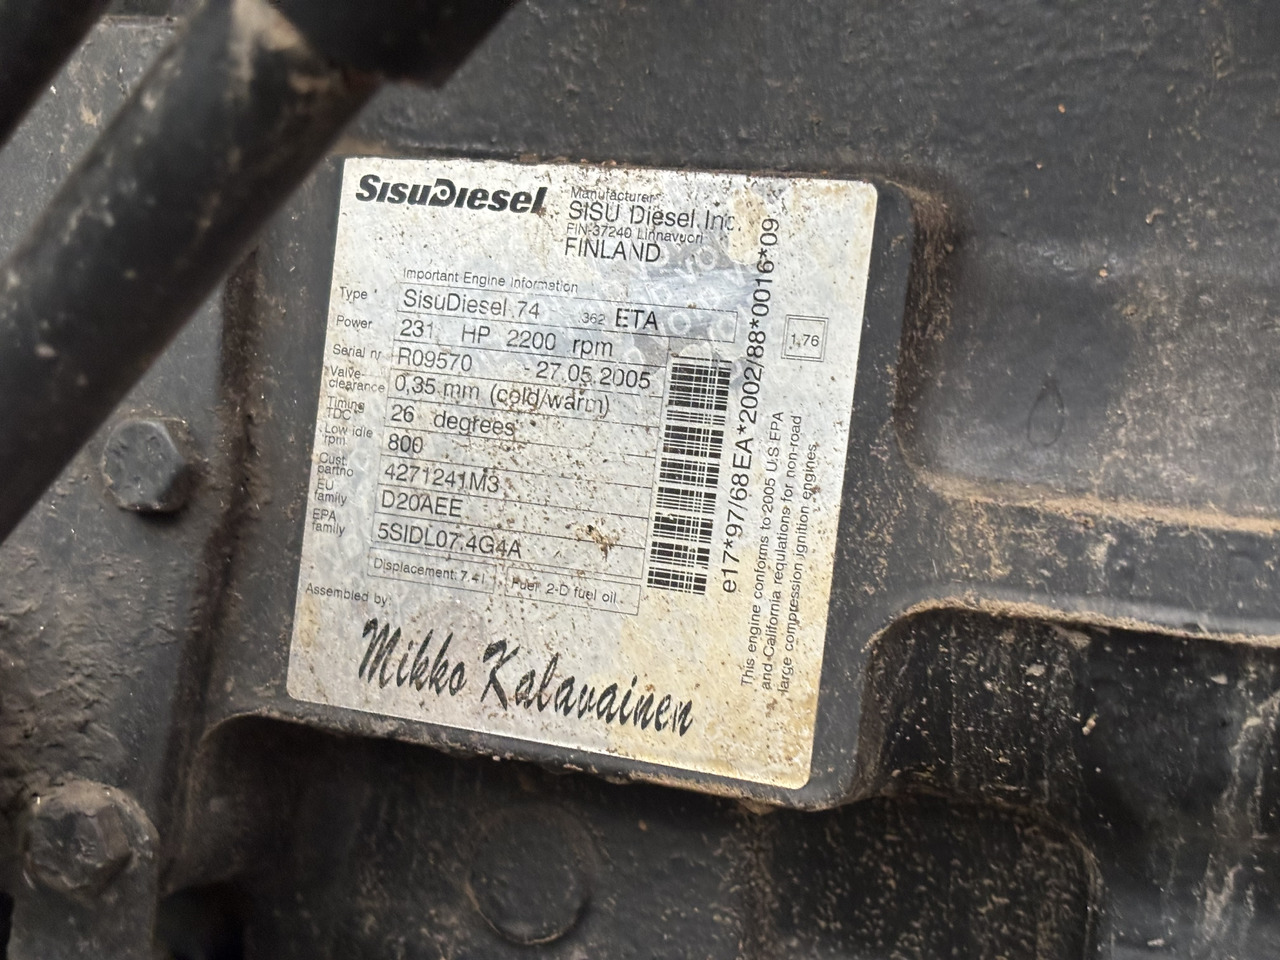 SisuDiesel
Manufacturer
SISU Diesel Inc.
FIN-37240 Linnavuori
FINLAND
Important Engine Information
Type SisuDiesel 74 .362 ETA
Power 231 HP 2200 rpm
Serial nr R09570 - 27.05.2005
Valve clearance 0,35 mm (cold/warm)
Timing TDC 26 degrees
Low idle rpm 800
Cust. partno 4271241M3
EU family D20AEE
EPA family 5SIDL07.4G4A
Displacement: 7.4 l Fuel 2-D fuel oil
Assembled by:
Mikko Kalavainen
e17*97/68EA*2002/88*0016*09
1,76
This engine conforms to 2005 U.S EPA
and California regulations for non-road
large compression ignition engines.